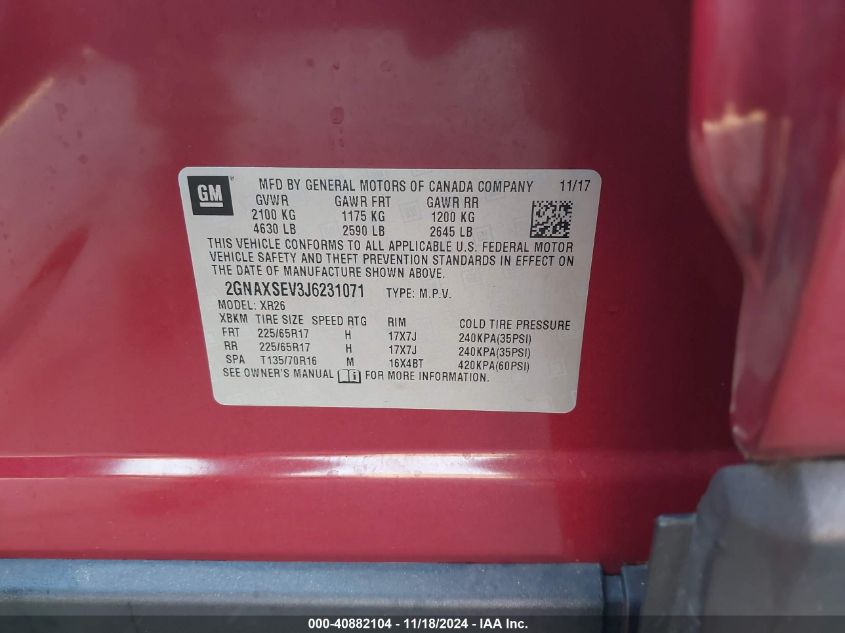 GM
MFD BY GENERAL MOTORS OF CANADA COMPANY 11/17
GVWR GAWR FRT GAWR RR
2100 KG 1175 KG 1200 KG
4630 LB 2590 LB 2645 LB
THIS VEHICLE CONFORMS TO ALL APPLICABLE U.S. FEDERAL MOTOR
VEHICLE SAFETY AND THEFT PREVENTION STANDARDS IN EFFECT ON
THE DATE OF MANUFACTURE SHOWN ABOVE.
2GNAXSEV3J6231071 TYPE: M.P.V.
MODEL: XR26
XBKM TIRE SIZE SPEED RTG RIM COLD TIRE PRESSURE
FRT 225/65R17 H 17X7J 240KPA(35PSI)
RR 225/65R17 H 17X7J 240KPA(35PSI)
SPA T135/70R16 M 16X4BT 420KPA(60PSI)
SEE OWNER'S MANUAL FOR MORE INFORMATION.
000-40882104 - 11/18/2024 - IAA Inc.